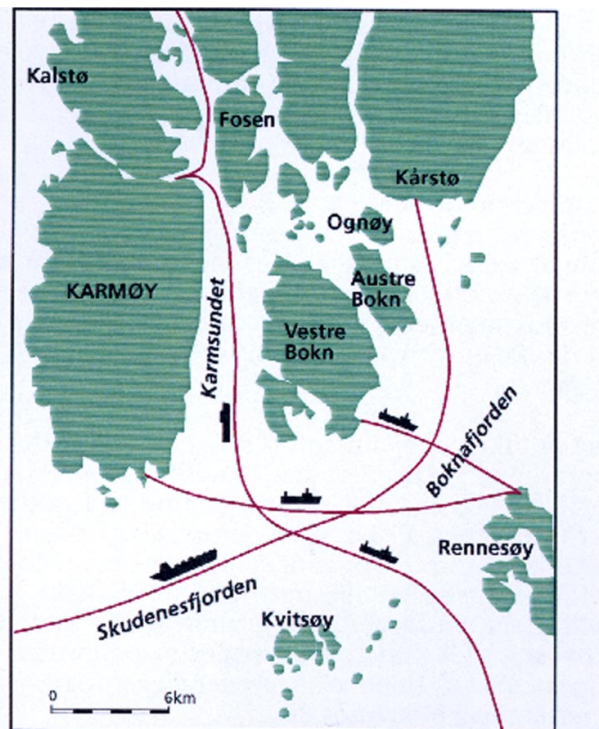 Kalstø
Fosen
Kårstø
Ognøy
KARMØY
Austre
Bokn
Karmsundet
Vestre
Bokn
Boknafjorden
Rennesøy
Skudenesfjorden
Kvitsøy
0 6km